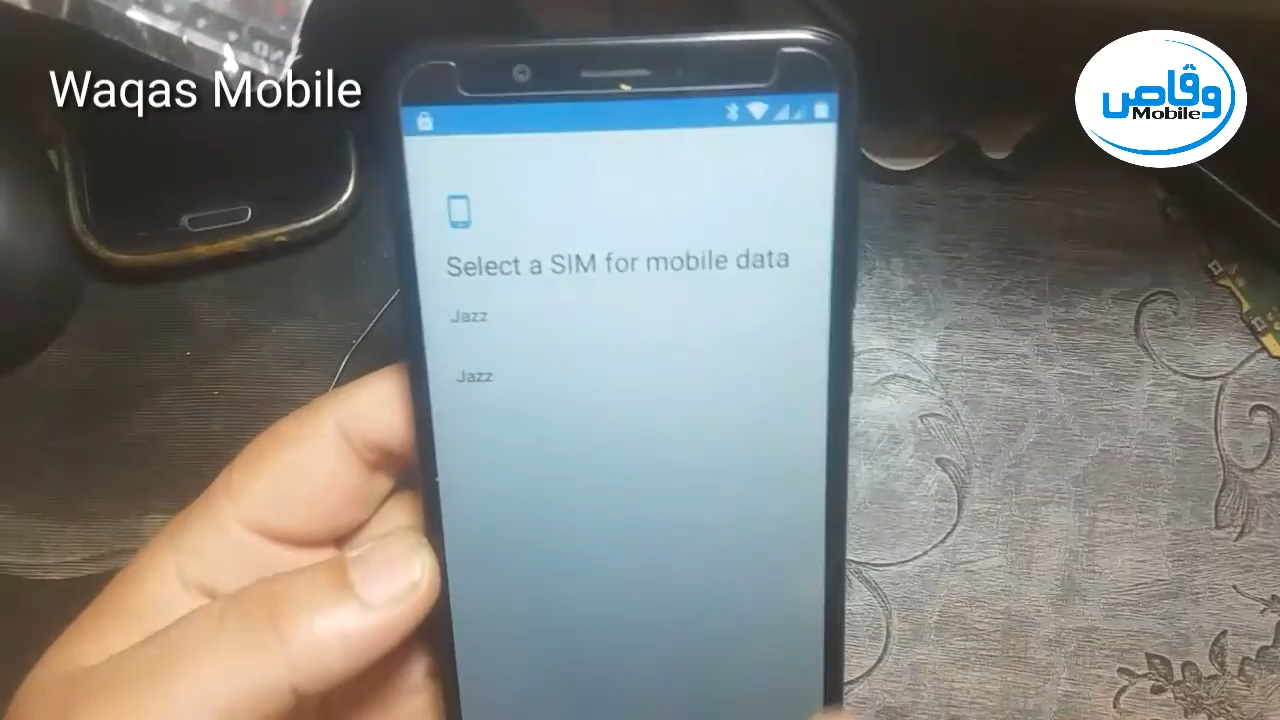 Waqas Mobile
وقاص
Mobile
Select a SIM for mobile data
Jazz
Jazz